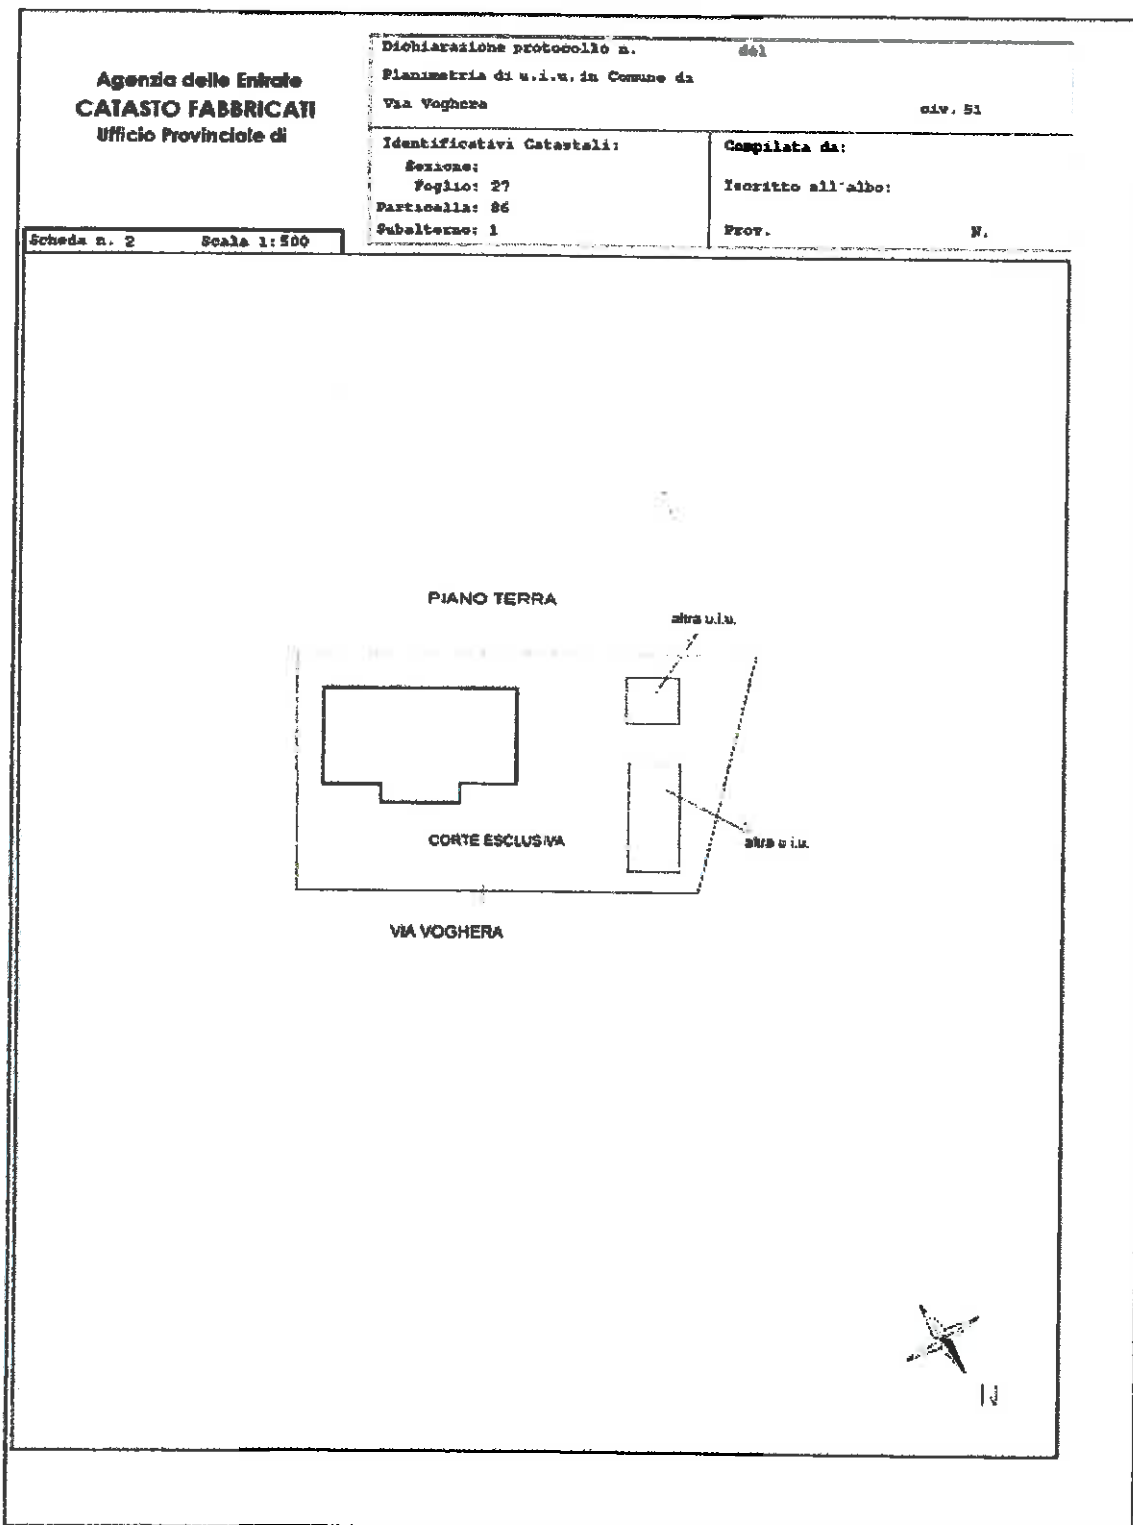 Agenzia delle Entrate
CATASTO FABBRICATI
Ufficio Provinciale di
Dichiarazione protocollo n. del
Planimetria di u.i.u. in Comune di
Via Voghera civ. 51
Identificativi Catastali:
Sezione:
Foglio: 27
Particella: 86
Subalterno: 1
Compilata da:
Iscritto all'albo:
Prov. N.
Scheda n. 2 Scala 1:500
PIANO TERRA
altra u.i.u.
CORTE ESCLUSIVA
altra u.i.u.
VIA VOGHERA
N